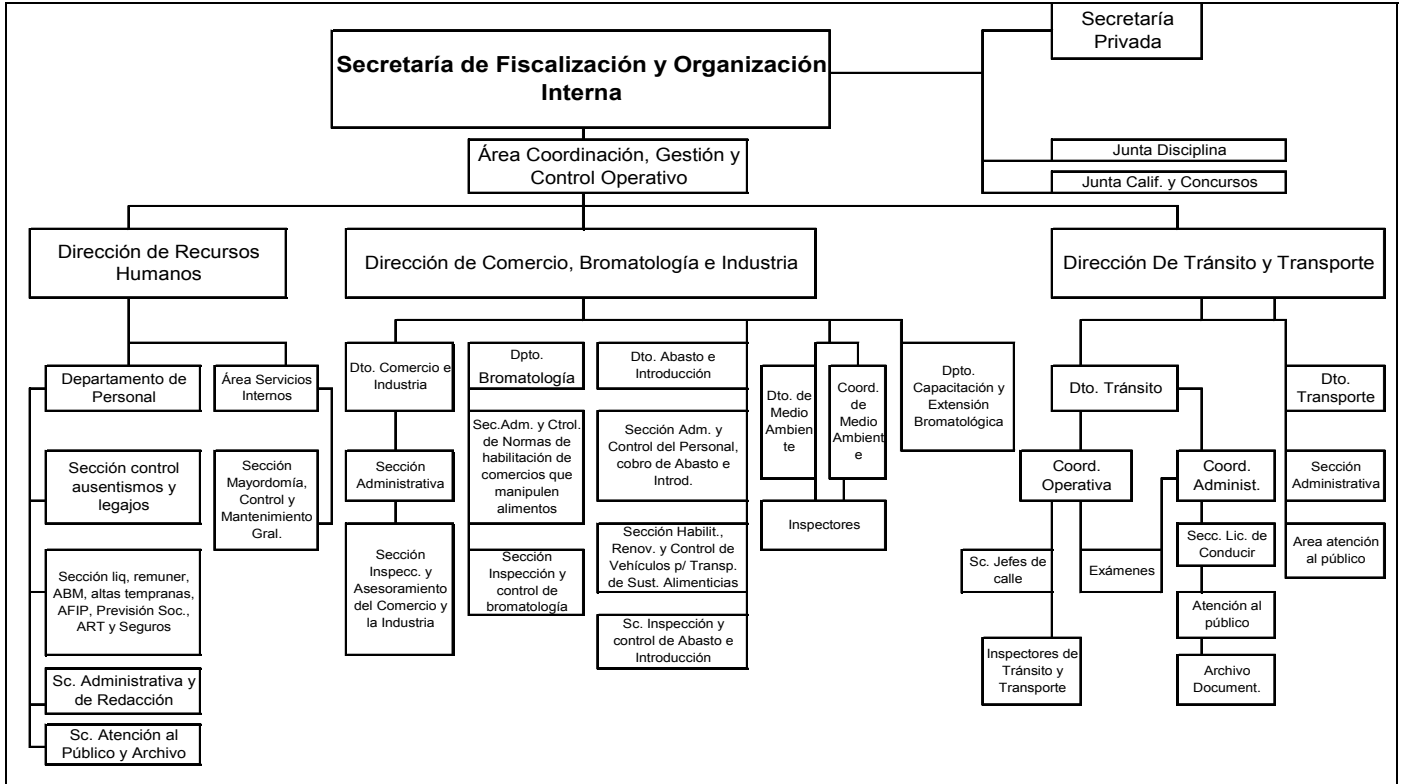 Secretaría
Privada
Secretaría de Fiscalización y Organización
Interna
Área Coordinación, Gestión y
Control Operativo
Junta Disciplina
Junta Calif. y Concursos
Dirección de Recursos
Humanos
Dirección de Comercio, Bromatología e Industria
Dirección De Tránsito y Transporte
Departamento de
Personal
Sección control
ausentismos y
legajos
Sección liq, remuner,
ABM, altas tempranas,
AFIP, Previsión Soc.,
ART y Seguros
Sc. Administrativa y
de Redacción
Sc. Atención al
Público y Archivo
Área Servicios
Internos
Sección
Mayordomía,
Control y
Mantenimiento
Gral.
Dto. Comercio e
Industria
Sección
Administrativa
Sección
Inspecc. y
Asesoramiento
del Comercio y
la Industria
Dpto.
Bromatología
Sec.Adm. y Ctrol.
de Normas de
habilitación de
comercios que
manipulen
alimentos
Sección
Inspección y
control de
bromatología
Dto. Abasto e
Introducción
Sección Adm. y
Control del Personal,
cobro de Abasto e
Introd.
Sección Habilit.,
Renov. y Control de
Vehículos p/ Transp.
de Sust. Alimenticias
Sc. Inspección y
control de Abasto e
Introducción
Dto. de
Medio
Ambien
te
Coord.
de
Medio
Ambient
e
Inspectores
Dpto.
Capacitación y
Extensión
Bromatológica
Dto. Tránsito
Coord.
Operativa
Sc. Jefes de
calle
Inspectores de
Tránsito y
Transporte
Exámenes
Coord.
Administ.
Secc. Lic. de
Conducir
Atención al
público
Archivo
Document.
Dto.
Transporte
Sección
Administrativa
Area atención
al público